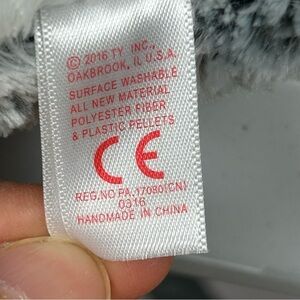 © 2016 TY INC.,
OAKBROOK, IL U.S.A.
SURFACE WASHABLE
ALL NEW MATERIAL
POLYESTER FIBER
& PLASTIC PELLETS
CE
REG.NO PA.17080(CN)
0316
HANDMADE IN CHINA